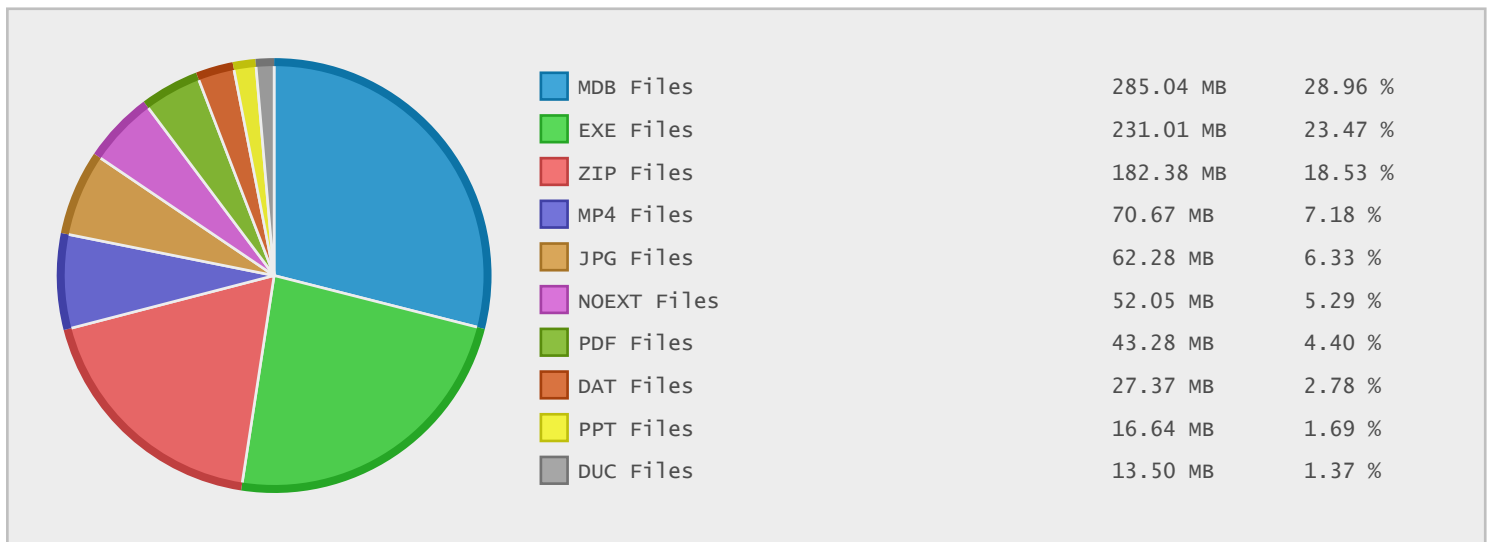 MDB Files 285.04 MB 28.96 %
EXE Files 231.01 MB 23.47 %
ZIP Files 182.38 MB 18.53 %
MP4 Files 70.67 MB 7.18 %
JPG Files 62.28 MB 6.33 %
NOEXT Files 52.05 MB 5.29 %
PDF Files 43.28 MB 4.40 %
DAT Files 27.37 MB 2.78 %
PPT Files 16.64 MB 1.69 %
DUC Files 13.50 MB 1.37 %